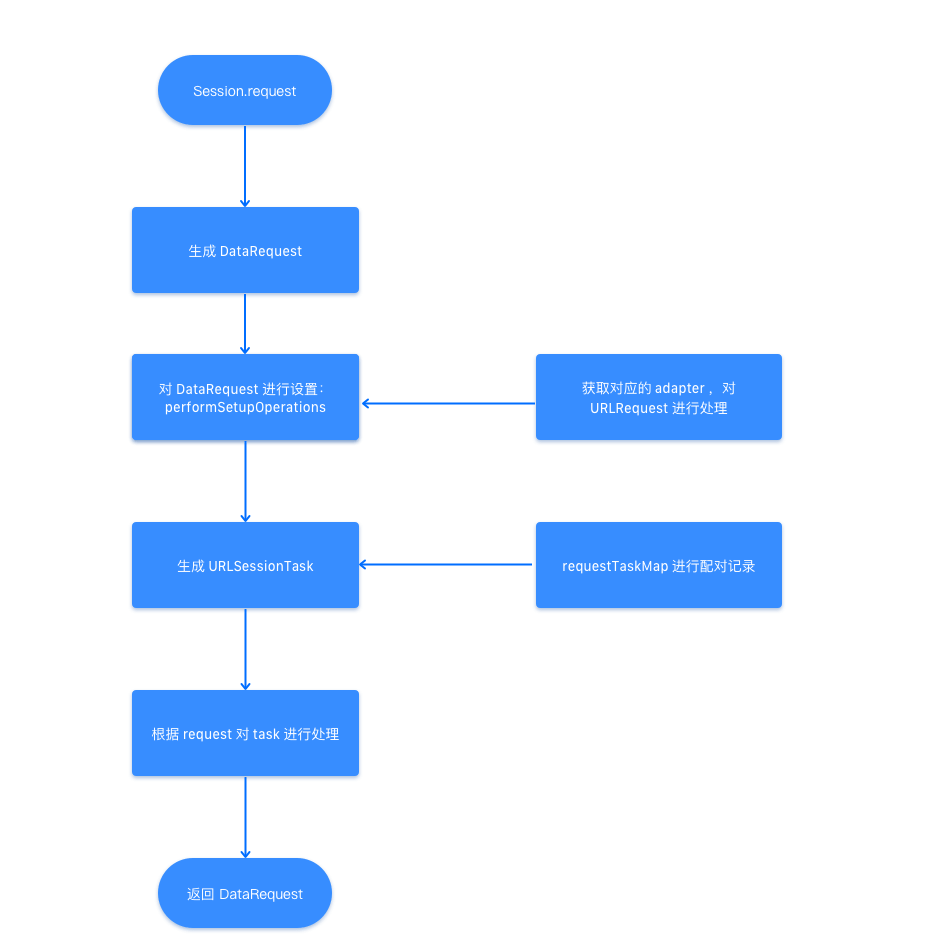 Session.request
生成 DataRequest
对 DataRequest 进行设置：
performSetupOperations
获取对应的 adapter ，对
URLRequest 进行处理
生成 URLSessionTask
requestTaskMap 进行配对记录
根据 request 对 task 进行处理
返回 DataRequest